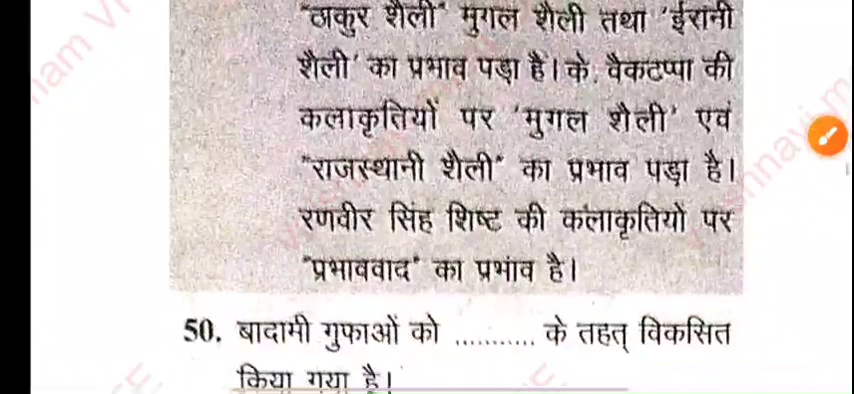 "ठाकुर शैली" मुगल शैली तथा 'ईरानी
शैली' का प्रभाव पड़ा है। के. वैकटप्पा की
कलाकृतियों पर 'मुगल शैली' एवं
"राजस्थानी शैली" का प्रभाव पड़ा है।
रणवीर सिंह शिष्ट की कलाकृतियो पर
"प्रभाववाद" का प्रभांव है।
50. बादामी गुफाओं को ........... के तहत् विकसित
किया गया है।